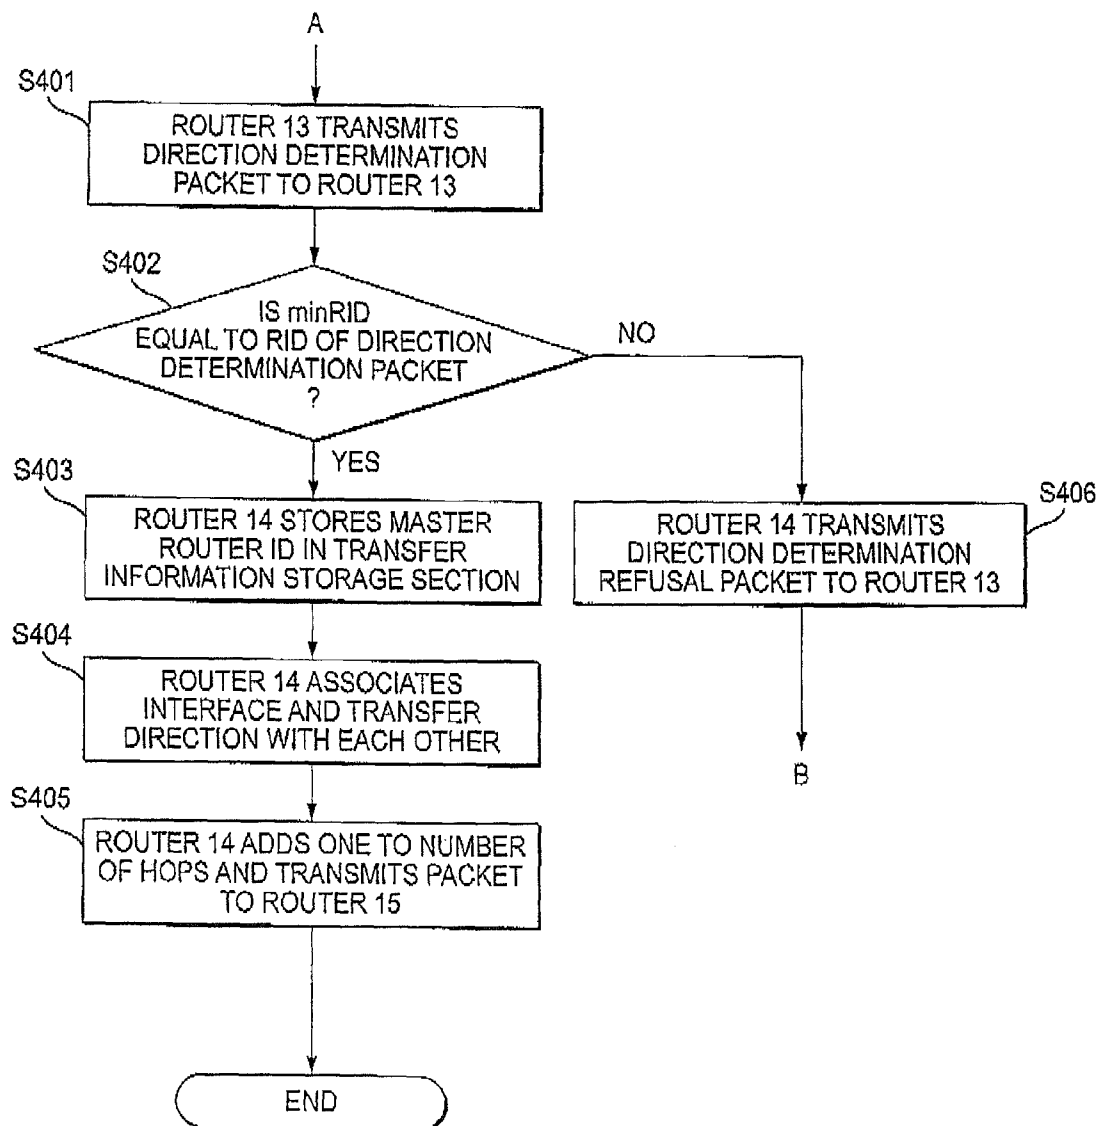 A
S401
ROUTER 13 TRANSMITS
DIRECTION DETERMINATION
PACKET TO ROUTER 13
S402
IS minRID
EQUAL TO RID OF DIRECTION
DETERMINATION PACKET
?
NO
YES
S403
ROUTER 14 STORES MASTER
ROUTER ID IN TRANSFER
INFORMATION STORAGE SECTION
S406
ROUTER 14 TRANSMITS
DIRECTION DETERMINATION
REFUSAL PACKET TO ROUTER 13
S404
ROUTER 14 ASSOCIATES
INTERFACE AND TRANSFER
DIRECTION WITH EACH OTHER
B
S405
ROUTER 14 ADDS ONE TO NUMBER
OF HOPS AND TRANSMITS PACKET
TO ROUTER 15
END